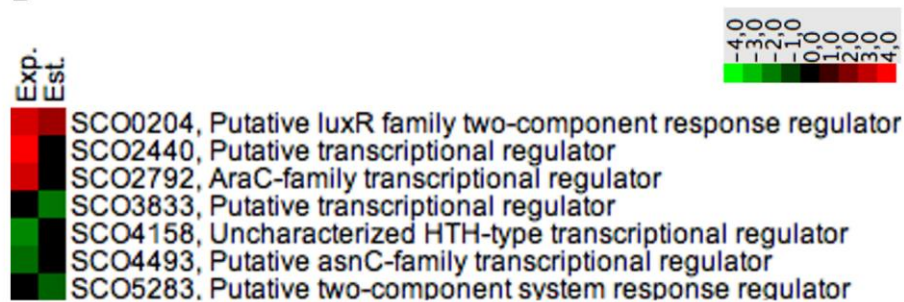 -4,0
-3,0
-2,0
-1,0
0,0
1,0
2,0
3,0
4,0
Exp.
Est.
SCO0204, Putative luxR family two-component response regulator
SCO2440, Putative transcriptional regulator
SCO2792, AraC-family transcriptional regulator
SCO3833, Putative transcriptional regulator
SCO4158, Uncharacterized HTH-type transcriptional regulator
SCO4493, Putative asnC-family transcriptional regulator
SCO5283, Putative two-component system response regulator